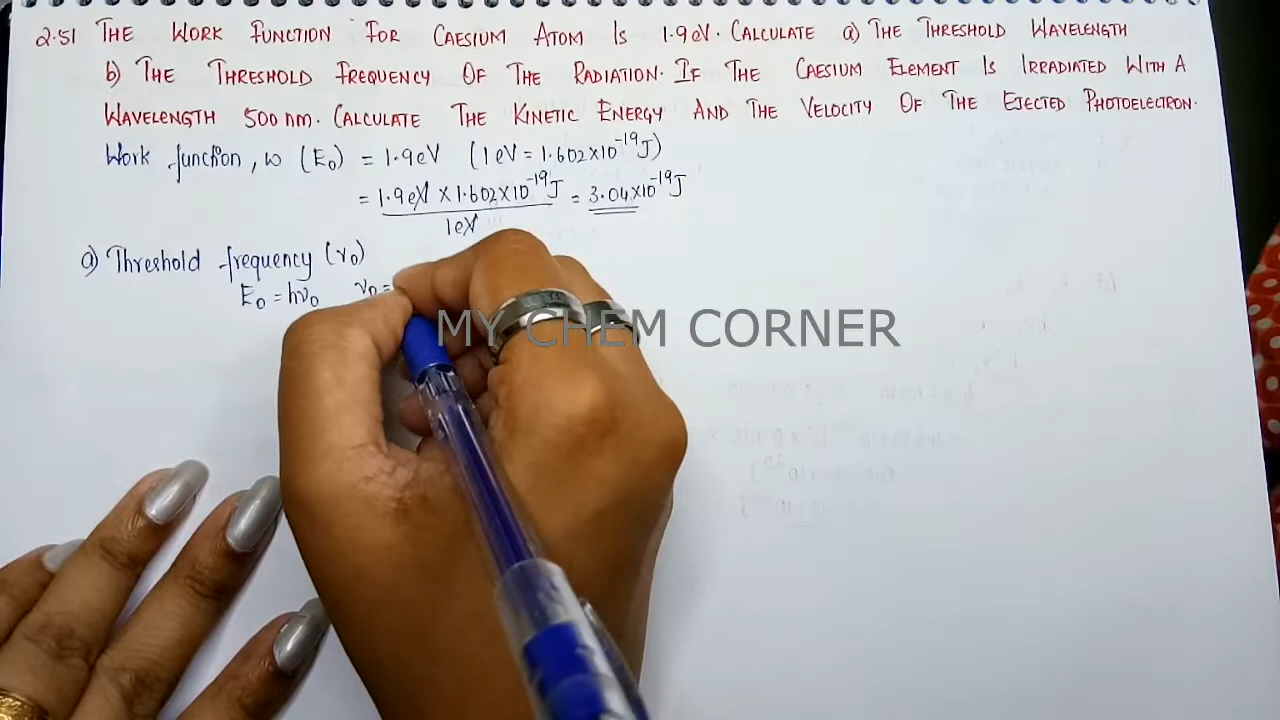 2.51 THE WORK FUNCTION FOR CAESIUM ATOM IS 1.9eV. CALCULATE a) THE THRESHOLD WAVELENGTH
b) THE THRESHOLD FREQUENCY OF THE RADIATION. IF THE CAESIUM ELEMENT IS IRRADIATED WITH A
WAVELENGTH 500 nm. CALCULATE THE KINETIC ENERGY AND THE VELOCITY OF THE EJECTED PHOTOELECTRON.
Work function, ω (E₀) = 1.9eV (1eV = 1.602×10⁻¹⁹J)
= 1.9eV × 1.602×10⁻¹⁹J = 3.04×10⁻¹⁹J
1eV
a) Threshold frequency (ν₀)
E₀ = hν₀ ν₀ =
MY CHEM CORNER